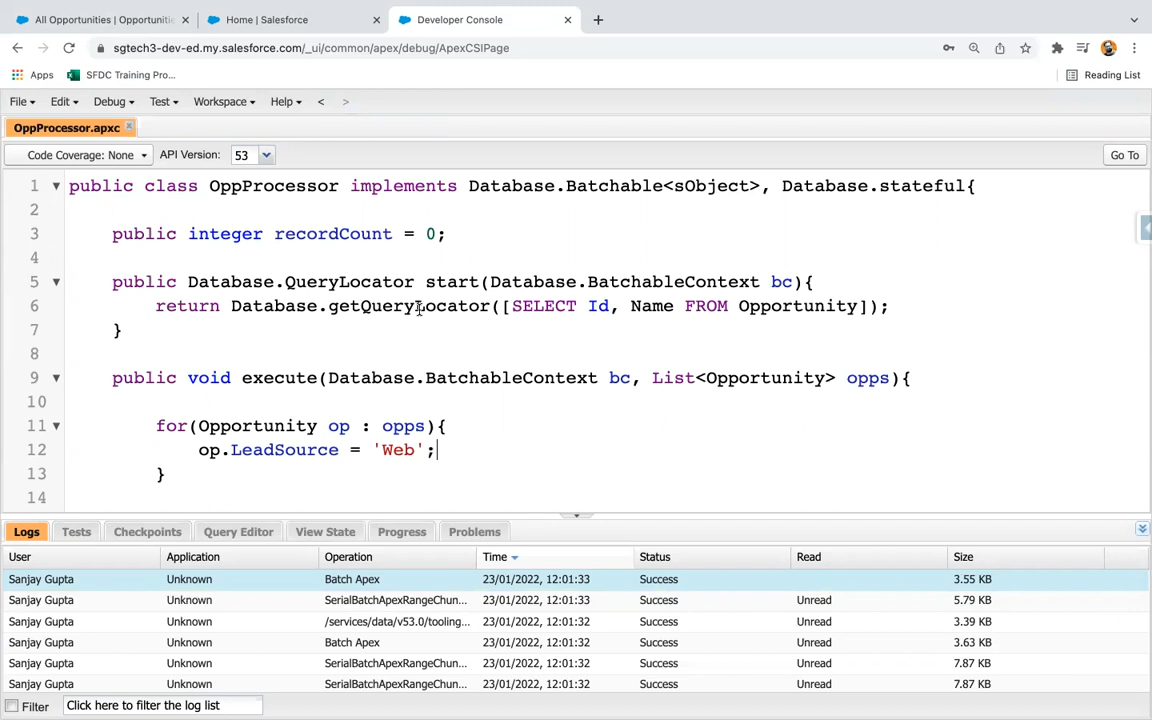 All Opportunities | Opportuniti
Home | Salesforce
Developer Console
sgtech3-dev-ed.my.salesforce.com/_ui/common/apex/debug/ApexCSIPage
Apps
SFDC Training Pro...
Reading List
File
Edit
Debug
Test
Workspace
Help
<
>
OppProcessor.apxc
Code Coverage: None
API Version:
53
Go To
1 public class OppProcessor implements Database.Batchable<sObject>, Database.stateful{
2
3 public integer recordCount = 0;
4
5 public Database.QueryLocator start(Database.BatchableContext bc){
6 return Database.getQueryLocator([SELECT Id, Name FROM Opportunity]);
7 }
8
9 public void execute(Database.BatchableContext bc, List<Opportunity> opps){
10
11 for(Opportunity op : opps){
12 op.LeadSource = 'Web';
13 }
14
Logs
Tests
Checkpoints
Query Editor
View State
Progress
Problems
User Application Operation Time Status Read Size
Sanjay Gupta Unknown Batch Apex 23/01/2022, 12:01:33 Success 3.55 KB
Sanjay Gupta Unknown SerialBatchApexRangeChun... 23/01/2022, 12:01:33 Success Unread 5.79 KB
Sanjay Gupta Unknown /services/data/v53.0/tooling... 23/01/2022, 12:01:32 Success Unread 3.39 KB
Sanjay Gupta Unknown Batch Apex 23/01/2022, 12:01:32 Success Unread 3.63 KB
Sanjay Gupta Unknown SerialBatchApexRangeChun... 23/01/2022, 12:01:32 Success Unread 7.87 KB
Sanjay Gupta Unknown SerialBatchApexRangeChun... 23/01/2022, 12:01:32 Success Unread 7.87 KB
Filter
Click here to filter the log list